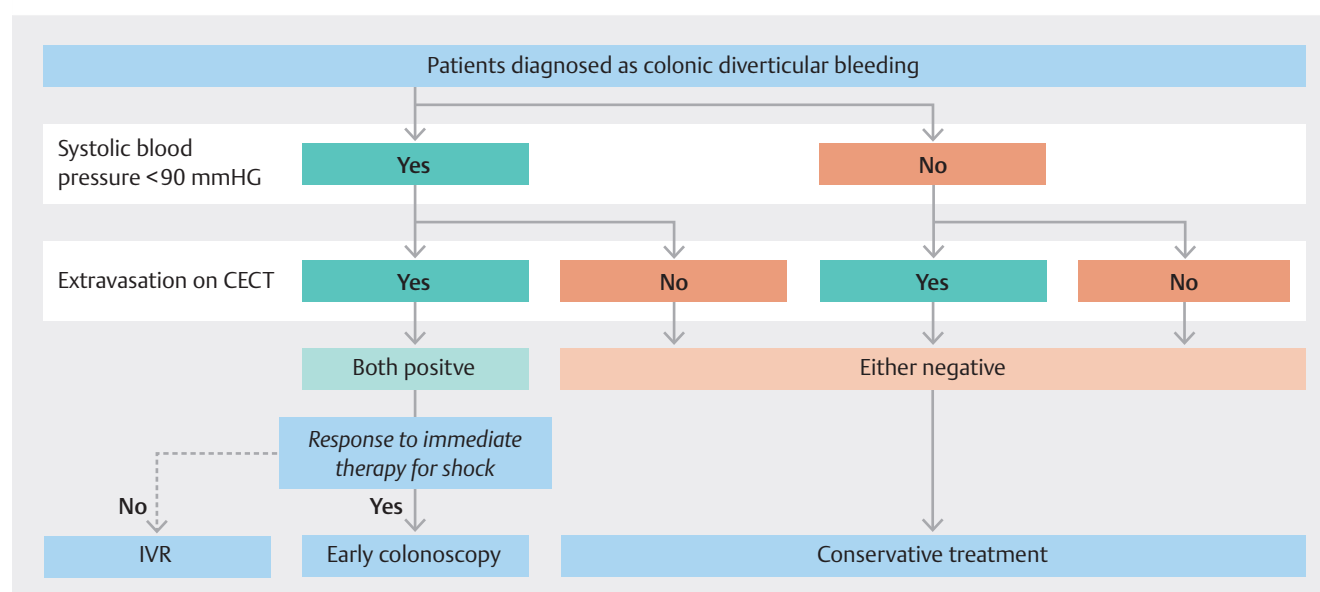 Patients diagnosed as colonic diverticular bleeding
Systolic blood
pressure <90 mmHG
Yes
No
Extravasation on CECT
Yes
No
Yes
No
Both positve
Either negative
Response to immediate
therapy for shock
No
Yes
IVR
Early colonoscopy
Conservative treatment